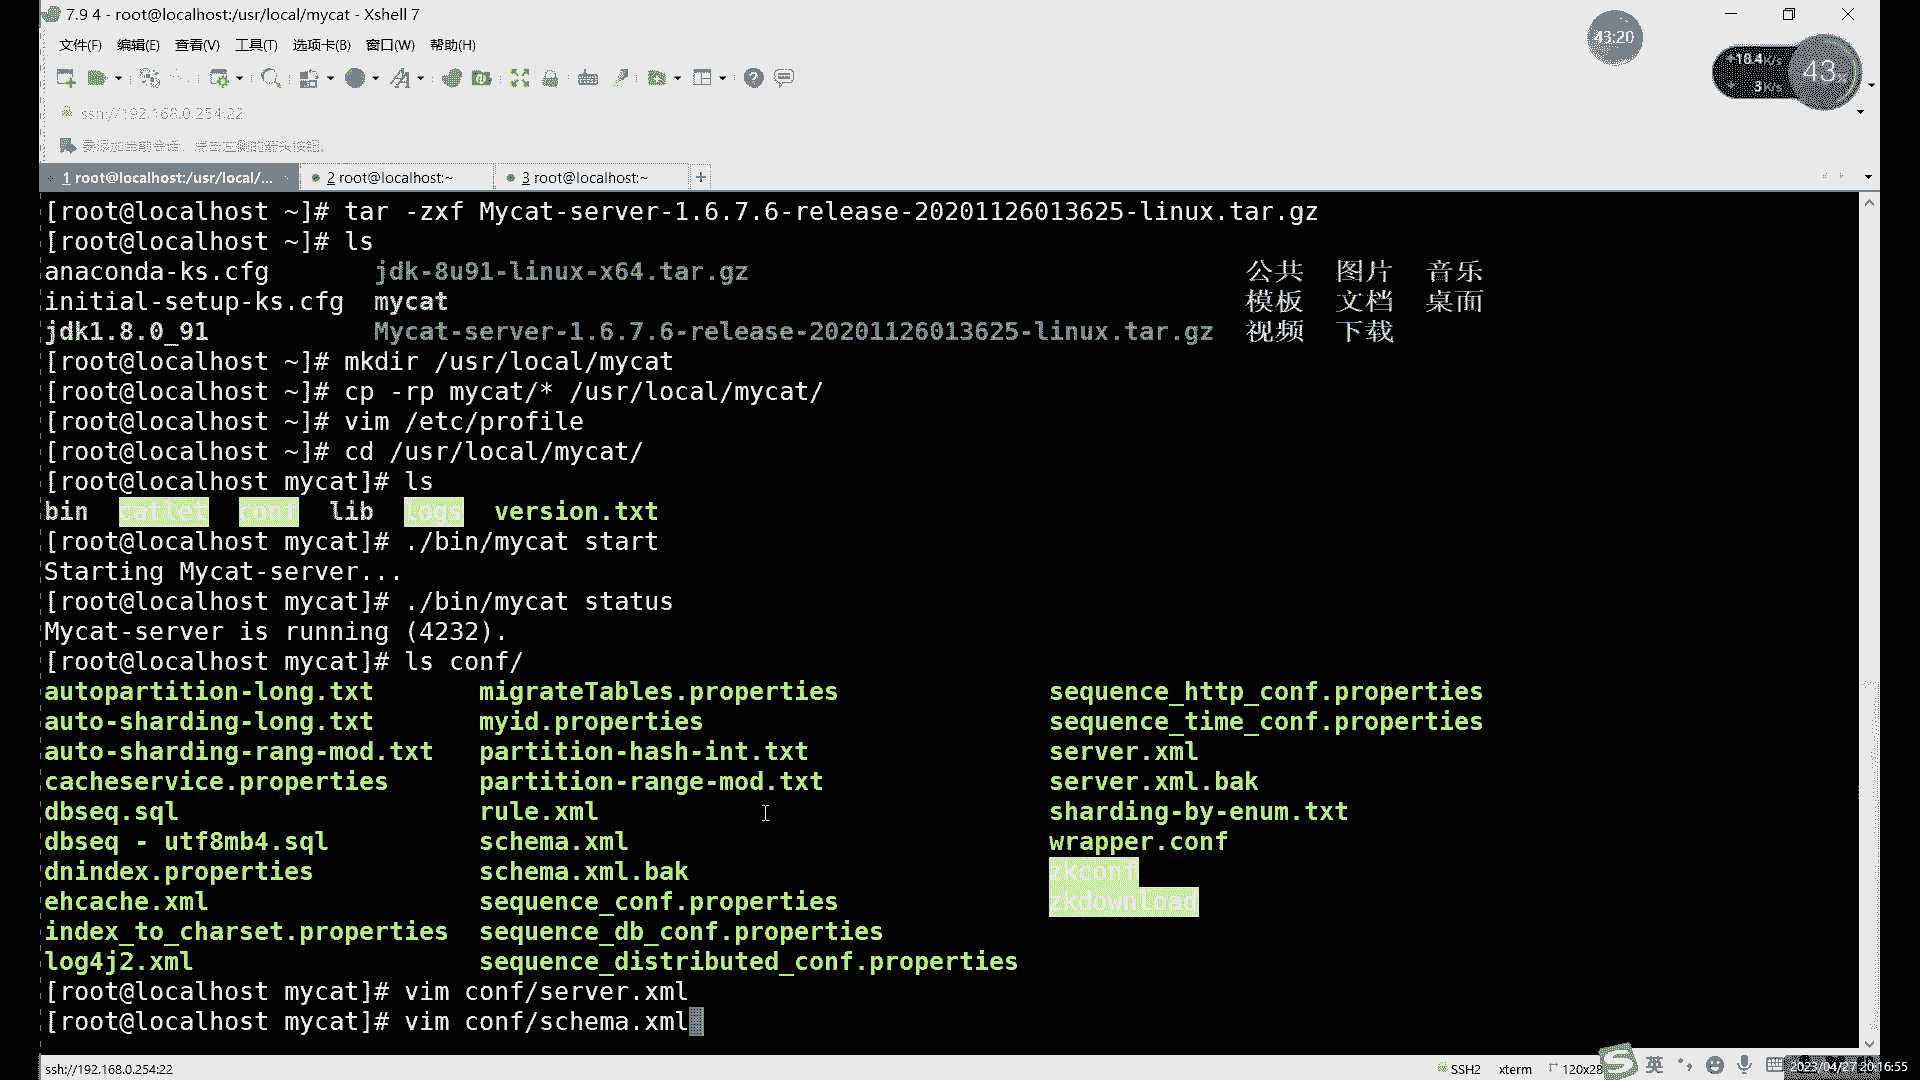 7.9 4 - root@localhost:/usr/local/mycat - Xshell 7
43:20
文件(F) 编辑(E) 查看(V) 工具(T) 选项卡(B) 窗口(W) 帮助(H)
+18.4K/s
3K/s
43%
ssh://192.168.0.254:22
要添加当前会话，点击左侧的箭头按钮。
1 root@localhost:/usr/local/... 2 root@localhost:~ 3 root@localhost:~ +
[root@localhost ~]# tar -zxf Mycat-server-1.6.7.6-release-20201126013625-linux.tar.gz
[root@localhost ~]# ls
anaconda-ks.cfg jdk-8u91-linux-x64.tar.gz 公共 图片 音乐
initial-setup-ks.cfg mycat 模板 文档 桌面
jdk1.8.0_91 Mycat-server-1.6.7.6-release-20201126013625-linux.tar.gz 视频 下载
[root@localhost ~]# mkdir /usr/local/mycat
[root@localhost ~]# cp -rp mycat/* /usr/local/mycat/
[root@localhost ~]# vim /etc/profile
[root@localhost ~]# cd /usr/local/mycat/
[root@localhost mycat]# ls
bin catlet conf lib logs version.txt
[root@localhost mycat]# ./bin/mycat start
Starting Mycat-server...
[root@localhost mycat]# ./bin/mycat status
Mycat-server is running (4232).
[root@localhost mycat]# ls conf/
autopartition-long.txt migrateTables.properties sequence_http_conf.properties
auto-sharding-long.txt myid.properties sequence_time_conf.properties
auto-sharding-rang-mod.txt partition-hash-int.txt server.xml
cacheservice.properties partition-range-mod.txt server.xml.bak
dbseq.sql rule.xml sharding-by-enum.txt
dbseq - utf8mb4.sql schema.xml wrapper.conf
dnindex.properties schema.xml.bak zkconf
ehcache.xml sequence_conf.properties zkdownload
index_to_charset.properties sequence_db_conf.properties
log4j2.xml sequence_distributed_conf.properties
[root@localhost mycat]# vim conf/server.xml
[root@localhost mycat]# vim conf/schema.xml
ssh://192.168.0.254:22 SSH2 xterm 120x28 英 2023/04/27 20:16:55